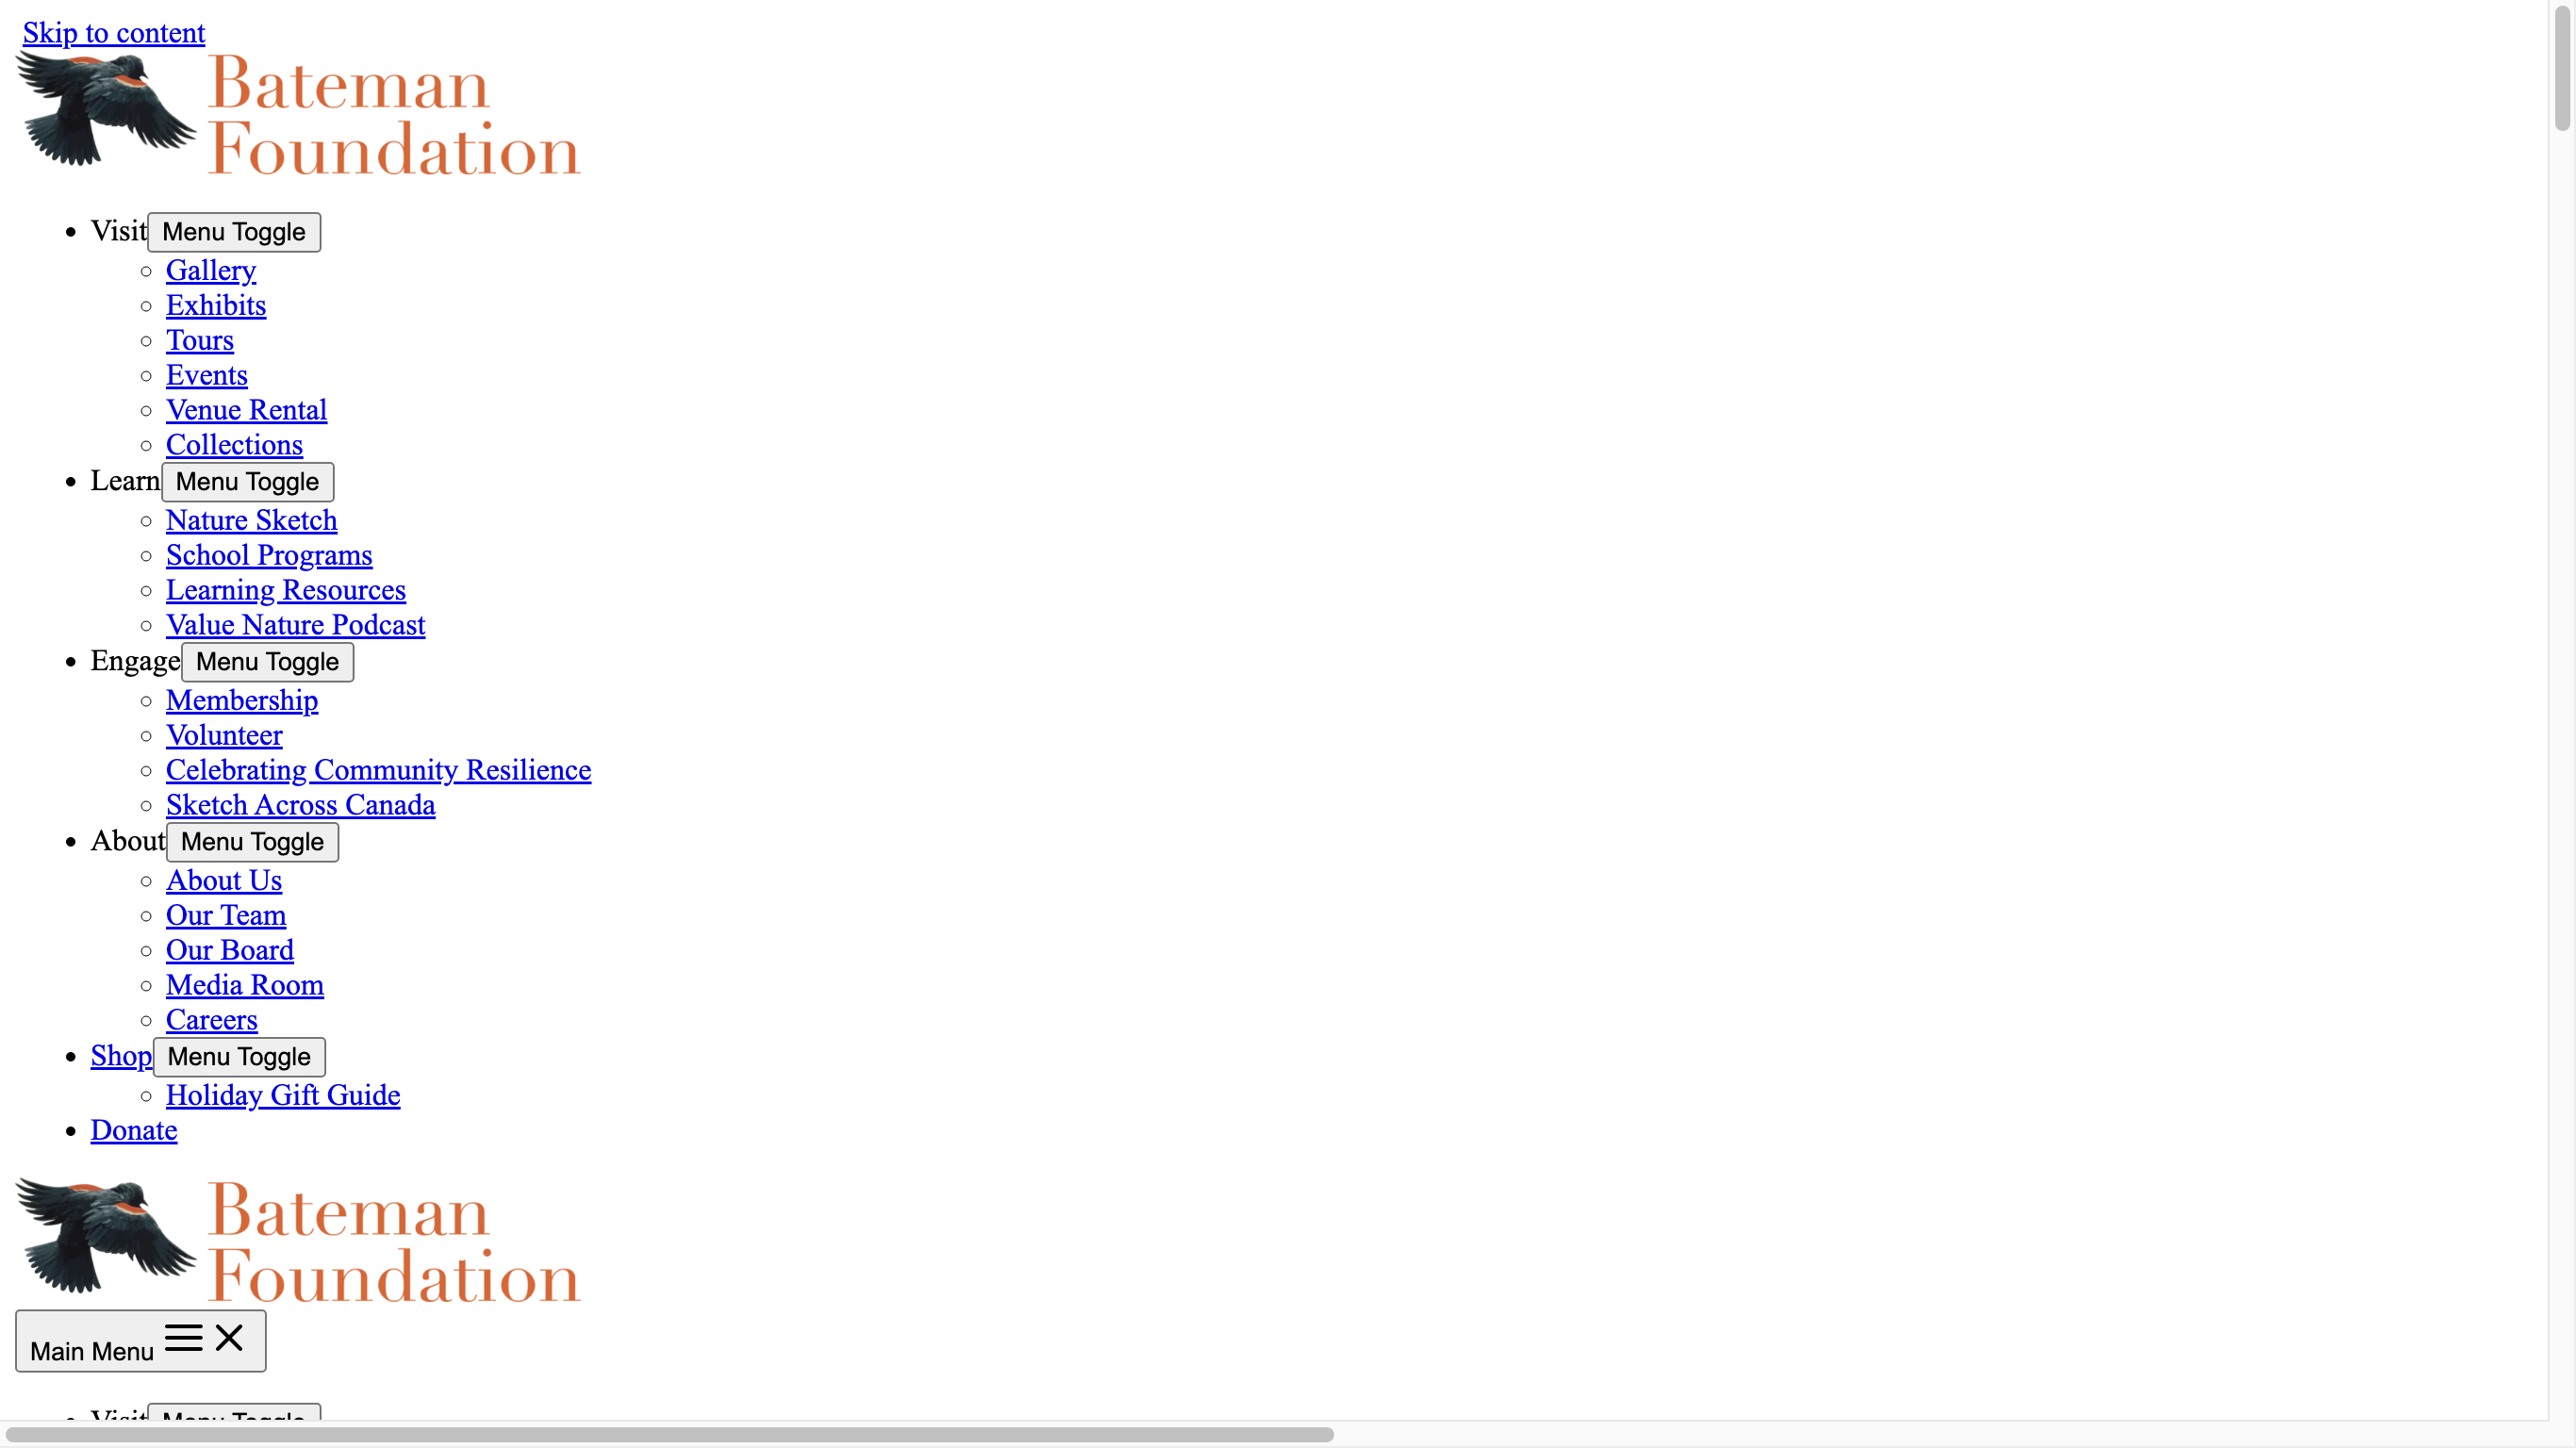 Skip to content
Bateman
Foundation
Visit Menu Toggle
Gallery
Exhibits
Tours
Events
Venue Rental
Collections
Learn Menu Toggle
Nature Sketch
School Programs
Learning Resources
Value Nature Podcast
Engage Menu Toggle
Membership
Volunteer
Celebrating Community Resilience
Sketch Across Canada
About Menu Toggle
About Us
Our Team
Our Board
Media Room
Careers
Shop Menu Toggle
Holiday Gift Guide
Donate
Bateman
Foundation
Main Menu
Visit Menu Toggle